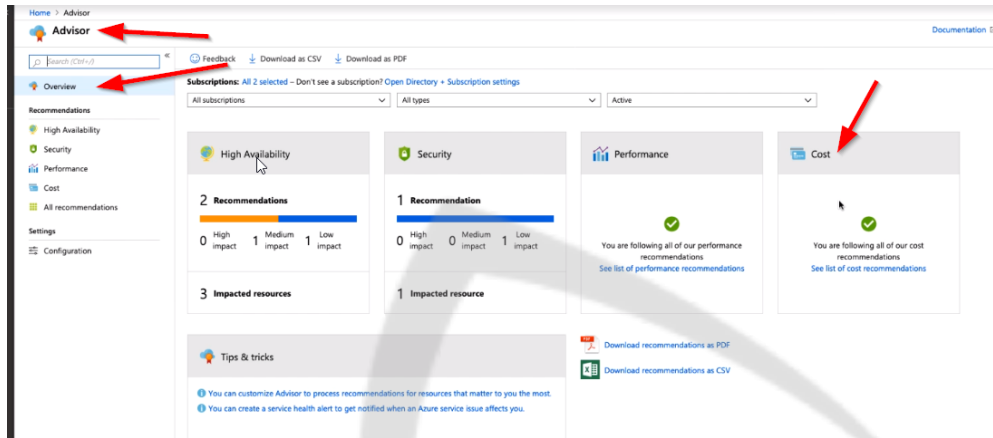 Home > Advisor
Advisor
Documentation
Search (Ctrl+/)
«
Overview
Recommendations
High Availability
Security
Performance
Cost
All recommendations
Settings
Configuration
Feedback
Download as CSV
Download as PDF
Subscriptions: All 2 selected – Don't see a subscription? Open Directory + Subscription settings
All subscriptions
All types
Active
High Availability
2 Recommendations
0 High impact
1 Medium impact
1 Low impact
3 Impacted resources
Security
1 Recommendation
0 High impact
0 Medium impact
1 Low impact
1 Impacted resource
Performance
You are following all of our performance
recommendations
See list of performance recommendations
Cost
You are following all of our cost
recommendations
See list of cost recommendations
Tips & tricks
You can customize Advisor to process recommendations for resources that matter to you the most.
You can create a service health alert to get notified when an Azure service issue affects you.
Download recommendations as PDF
Download recommendations as CSV